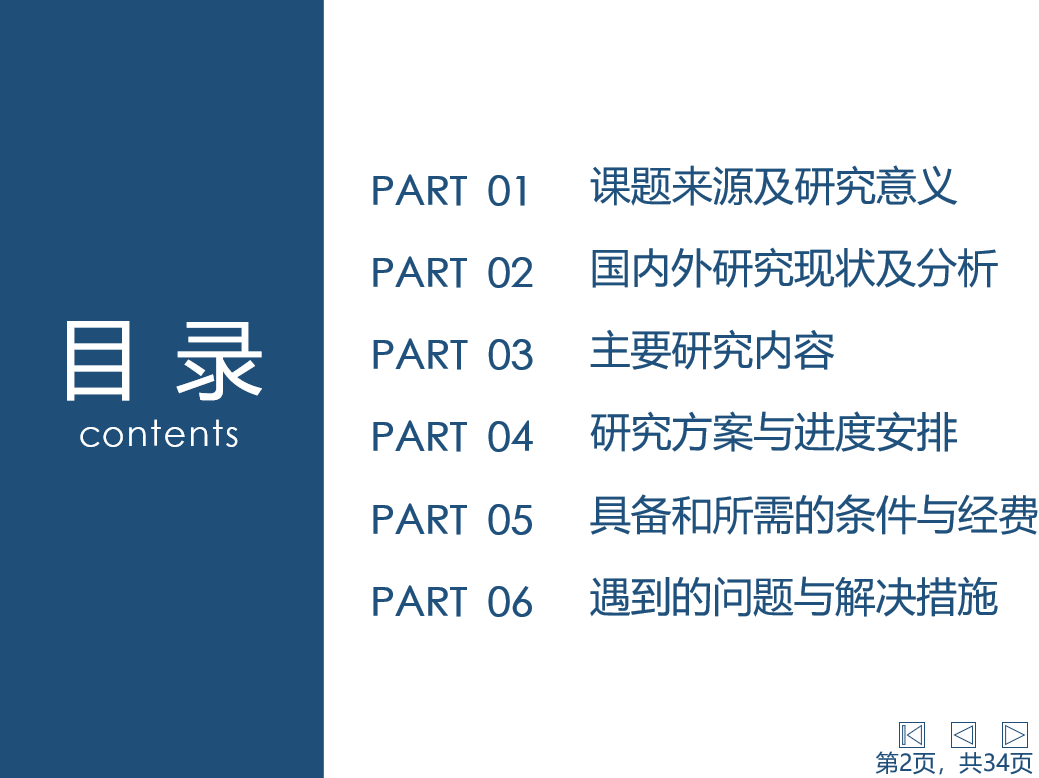 目录
contents
PART 01 课题来源及研究意义
PART 02 国内外研究现状及分析
PART 03 主要研究内容
PART 04 研究方案与进度安排
PART 05 具备和所需的条件与经费
PART 06 遇到的问题与解决措施
第2页，共34页